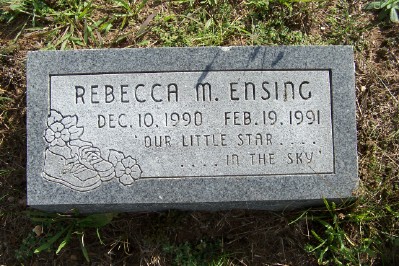 REBECCA M. ENSING
DEC. 10. 1990 FEB. 19. 1991
'OUR LITTLE STAR . . . .
. . . . IN THE SKY'